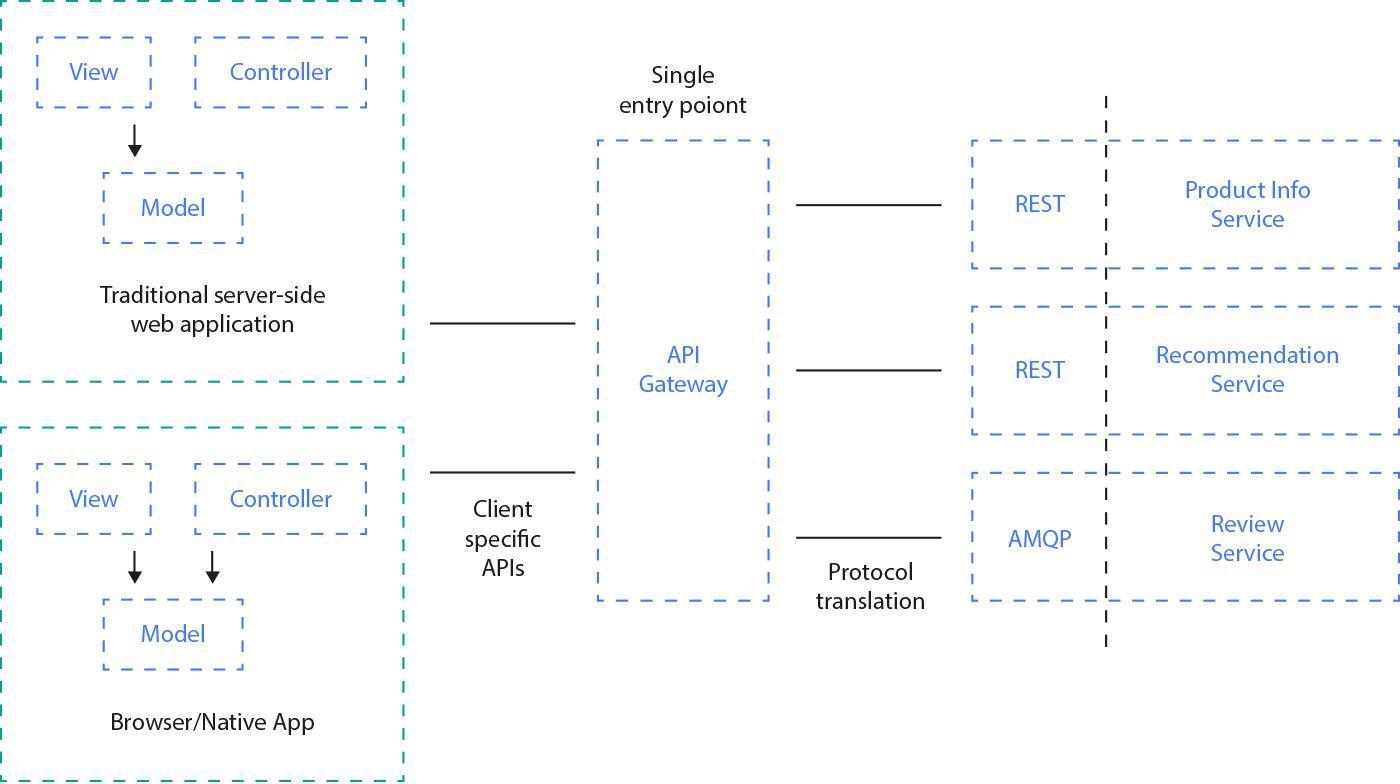 View
Controller
Model
Traditional server-side
web application
View
Controller
Model
Browser/Native App
Client
specific
APIs
Single
entry poiont
API
Gateway
Protocol
translation
REST
Product Info
Service
REST
Recommendation
Service
AMQP
Review
Service